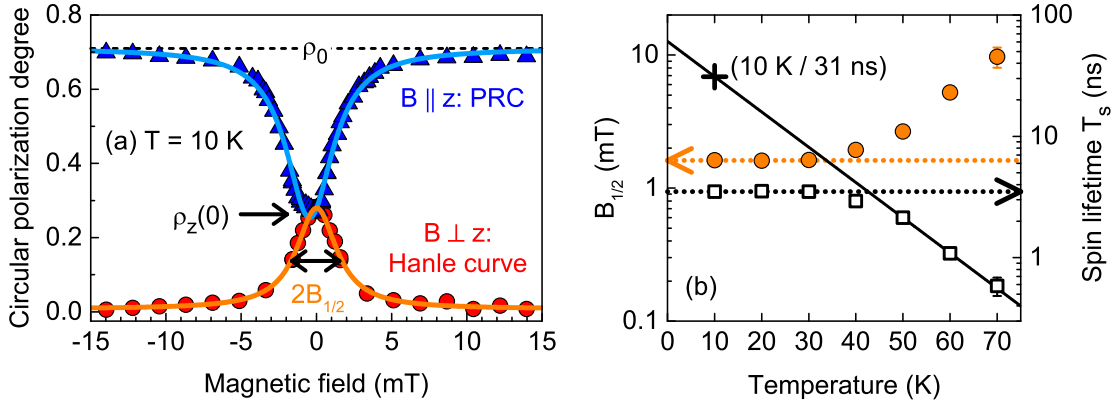 Circular polarization degree
0.8
0.6
0.4
0.2
0.0
ρ₀
B || z: PRC
(a) T = 10 K
ρz(0)
B ⊥ z:
Hanle curve
2B1/2
-15 -10 -5 0 5 10 15
Magnetic field (mT)
B1/2 (mT)
10
1
0.1
(10 K / 31 ns)
(b)
0 10 20 30 40 50 60 70
Temperature (K)
100
10
1
Spin lifetime Ts (ns)